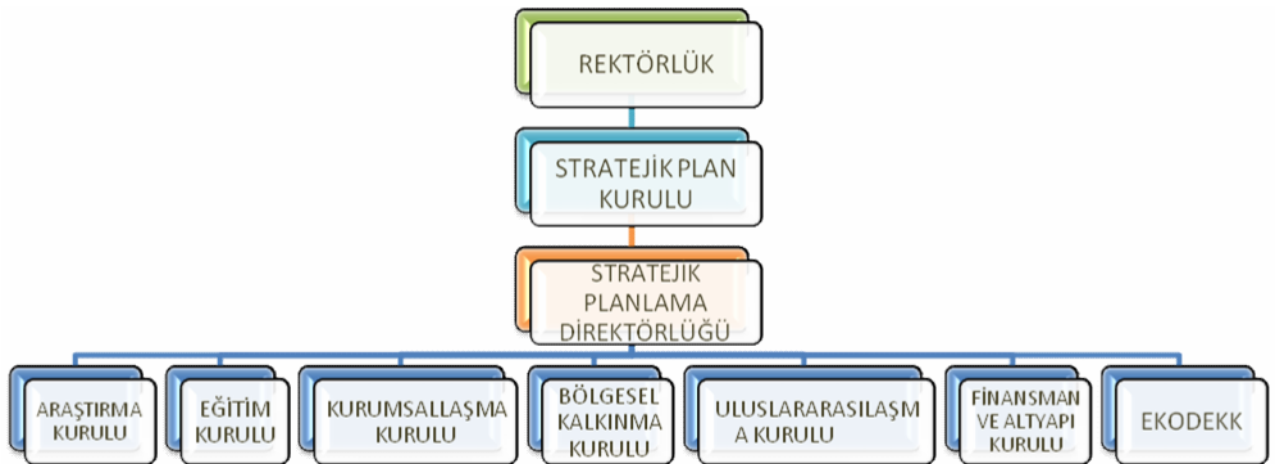 REKTÖRLÜK
STRATEJİK PLAN
KURULU
STRATEJİK
PLANLAMA
DİREKTÖRLÜĞÜ
ARAŞTIRMA
KURULU
EĞİTİM
KURULU
KURUMSALLAŞMA
KURULU
BÖLGESEL
KALKINMA
KURULU
ULUSLARARASILAŞM
A KURULU
FİNANSMAN
VE ALTYAPI
KURULU
EKODEKK